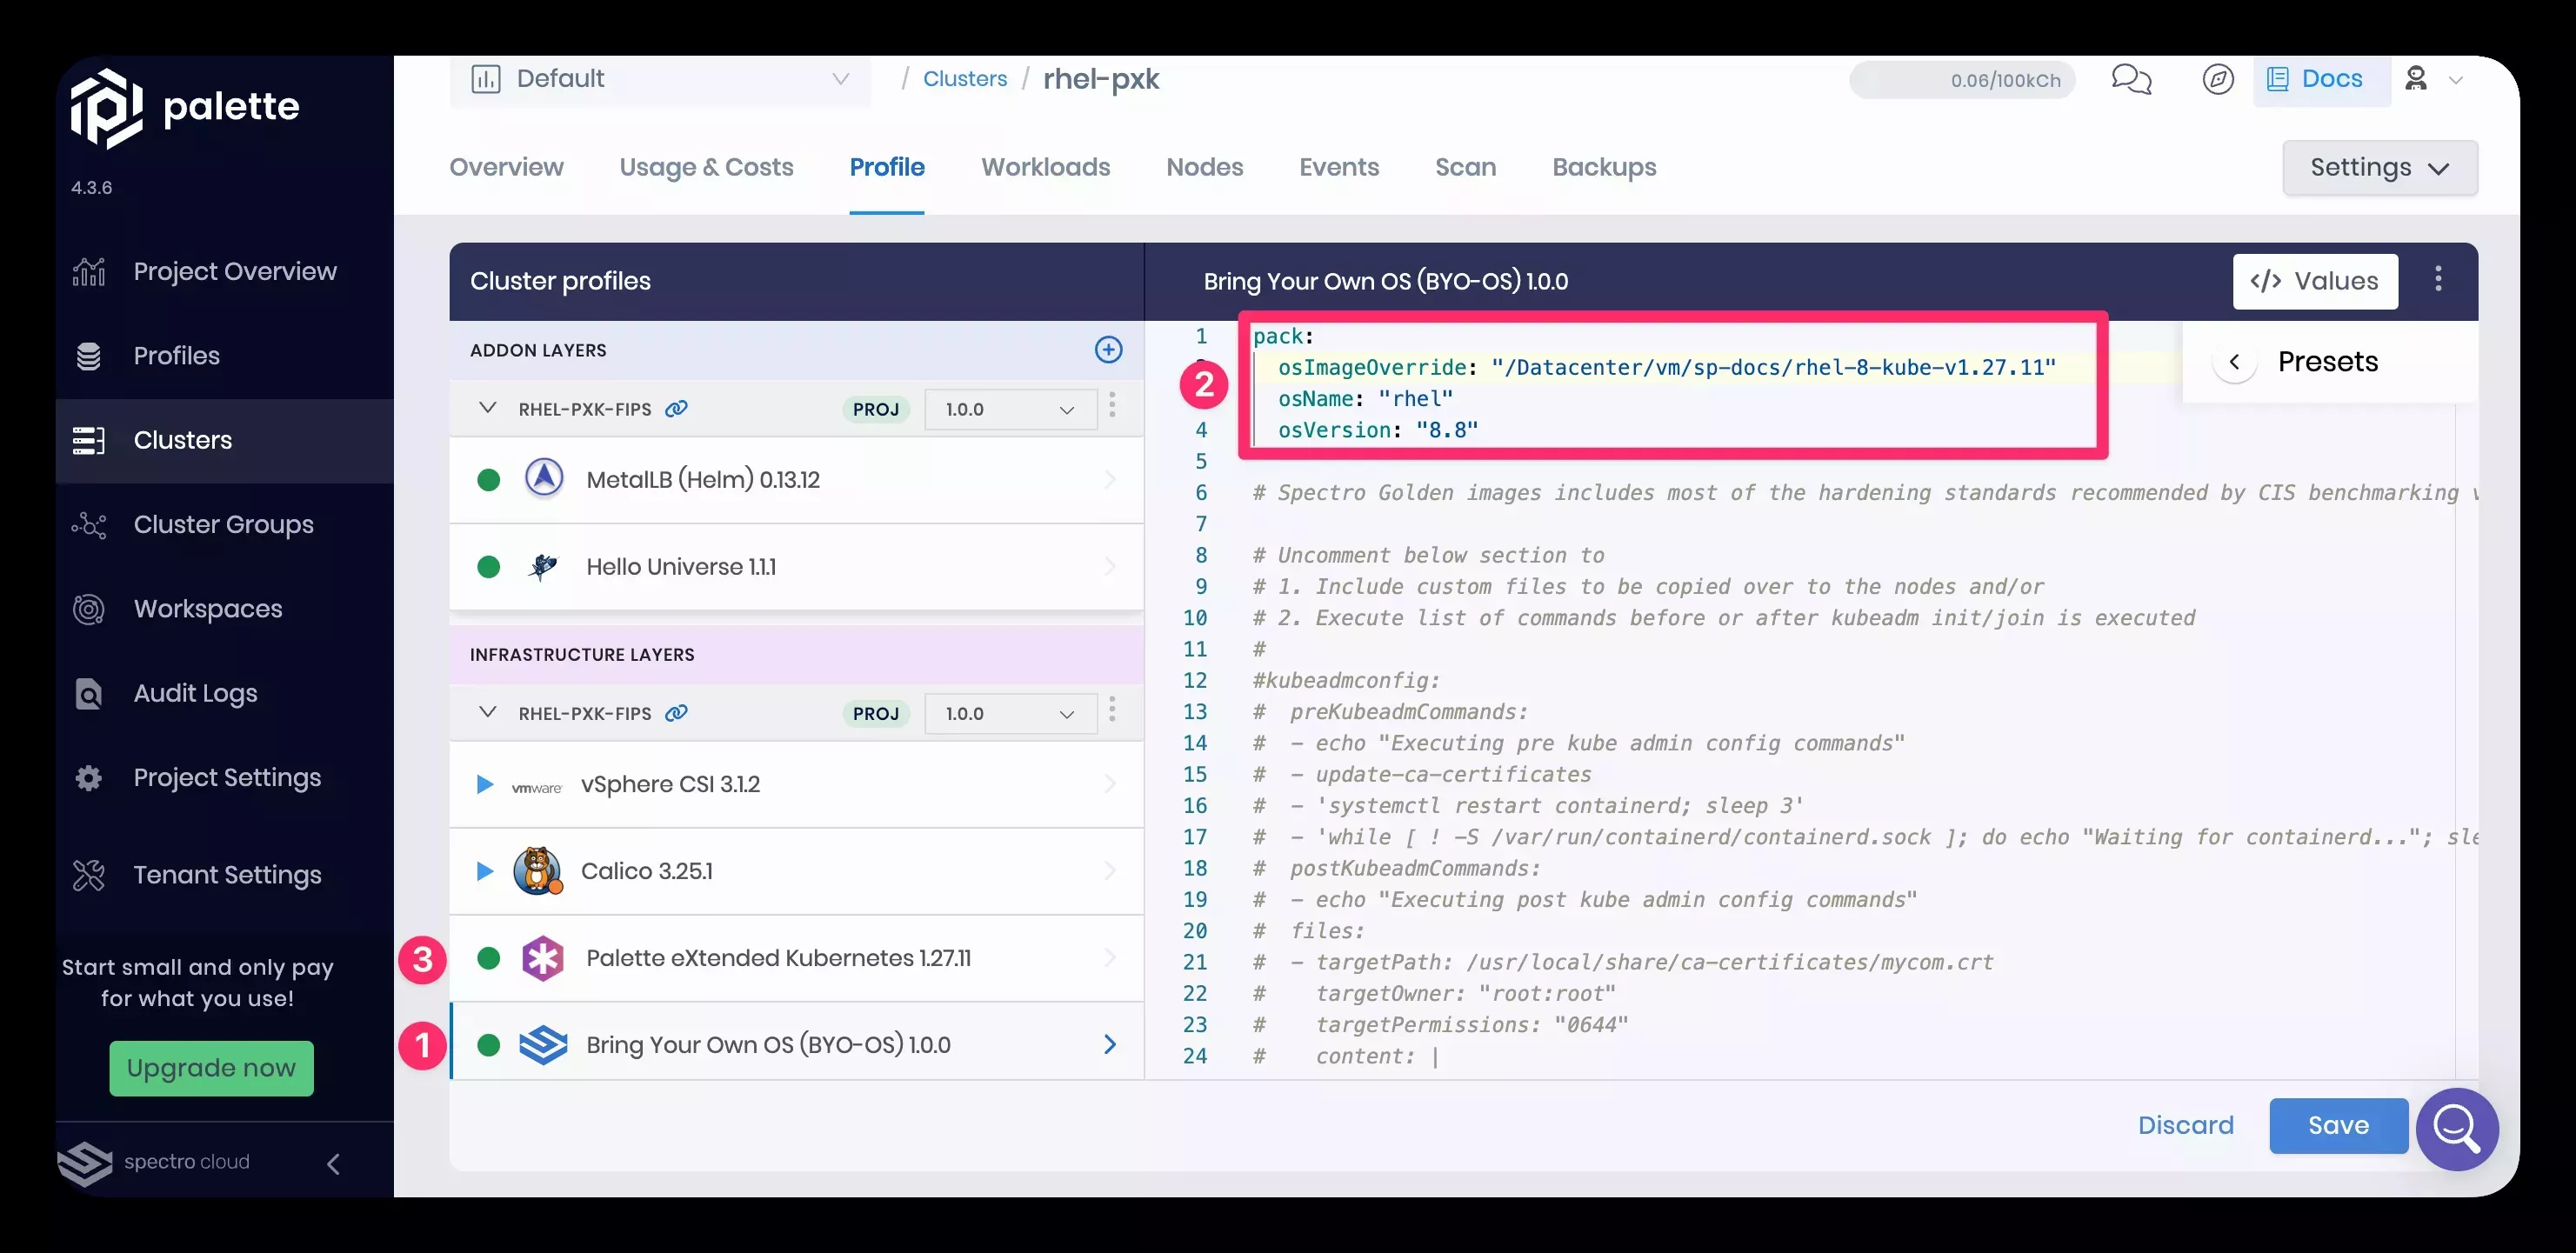 palette
4.3.6
Project Overview
Profiles
Clusters
Cluster Groups
Workspaces
Audit Logs
Project Settings
Tenant Settings
Start small and only pay
for what you use!
Upgrade now
spectro cloud
Default
/ Clusters / rhel-pxk
0.06/100kCh
Docs
Overview Usage & Costs Profile Workloads Nodes Events Scan Backups
Settings
Cluster profiles
ADDON LAYERS
RHEL-PXK-FIPS PROJ 1.0.0
MetalLB (Helm) 0.13.12
Hello Universe 1.1.1
INFRASTRUCTURE LAYERS
RHEL-PXK-FIPS PROJ 1.0.0
vmware vSphere CSI 3.1.2
Calico 3.25.1
3 Palette eXtended Kubernetes 1.27.11
1 Bring Your Own OS (BYO-OS) 1.0.0
Bring Your Own OS (BYO-OS) 1.0.0
</> Values
Presets
2
1 pack:
osImageOverride: "/Datacenter/vm/sp-docs/rhel-8-kube-v1.27.11"
osName: "rhel"
4 osVersion: "8.8"
5
6 # Spectro Golden images includes most of the hardening standards recommended by CIS benchmarking
7
8 # Uncomment below section to
9 # 1. Include custom files to be copied over to the nodes and/or
10 # 2. Execute list of commands before or after kubeadm init/join is executed
11 #
12 #kubeadmconfig:
13 # preKubeadmCommands:
14 # - echo "Executing pre kube admin config commands"
15 # - update-ca-certificates
16 # - 'systemctl restart containerd; sleep 3'
17 # - 'while [ ! -S /var/run/containerd/containerd.sock ]; do echo "Waiting for containerd..."; sle
18 # postKubeadmCommands:
19 # - echo "Executing post kube admin config commands"
20 # files:
21 # - targetPath: /usr/local/share/ca-certificates/mycom.crt
22 # targetOwner: "root:root"
23 # targetPermissions: "0644"
24 # content: |
Discard
Save